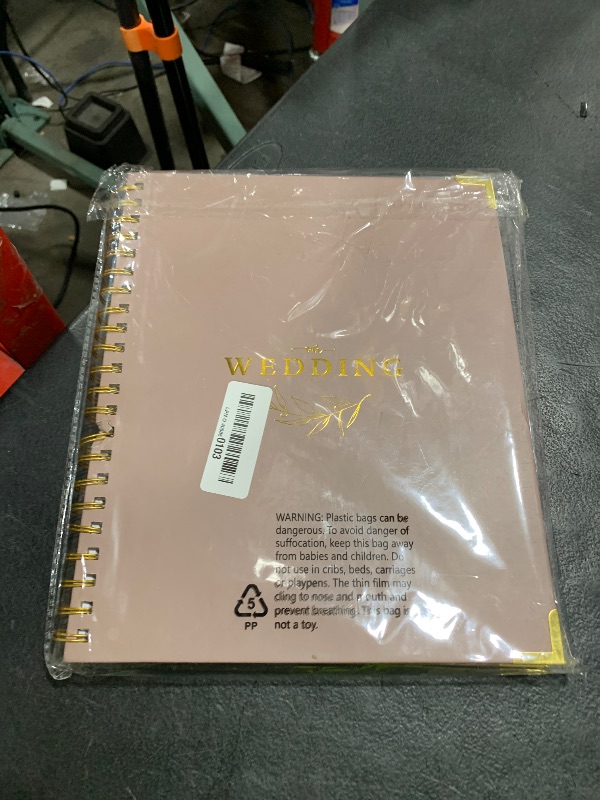 WEDDING
0103
WARNING: Plastic bags can be
dangerous. To avoid danger of
suffocation, keep this bag away
from babies and children. Do
not use in cribs, beds, carriages
or playpens. The thin film may
cling to nose and mouth and
prevent breathing. This bag is
not a toy.
5
PP